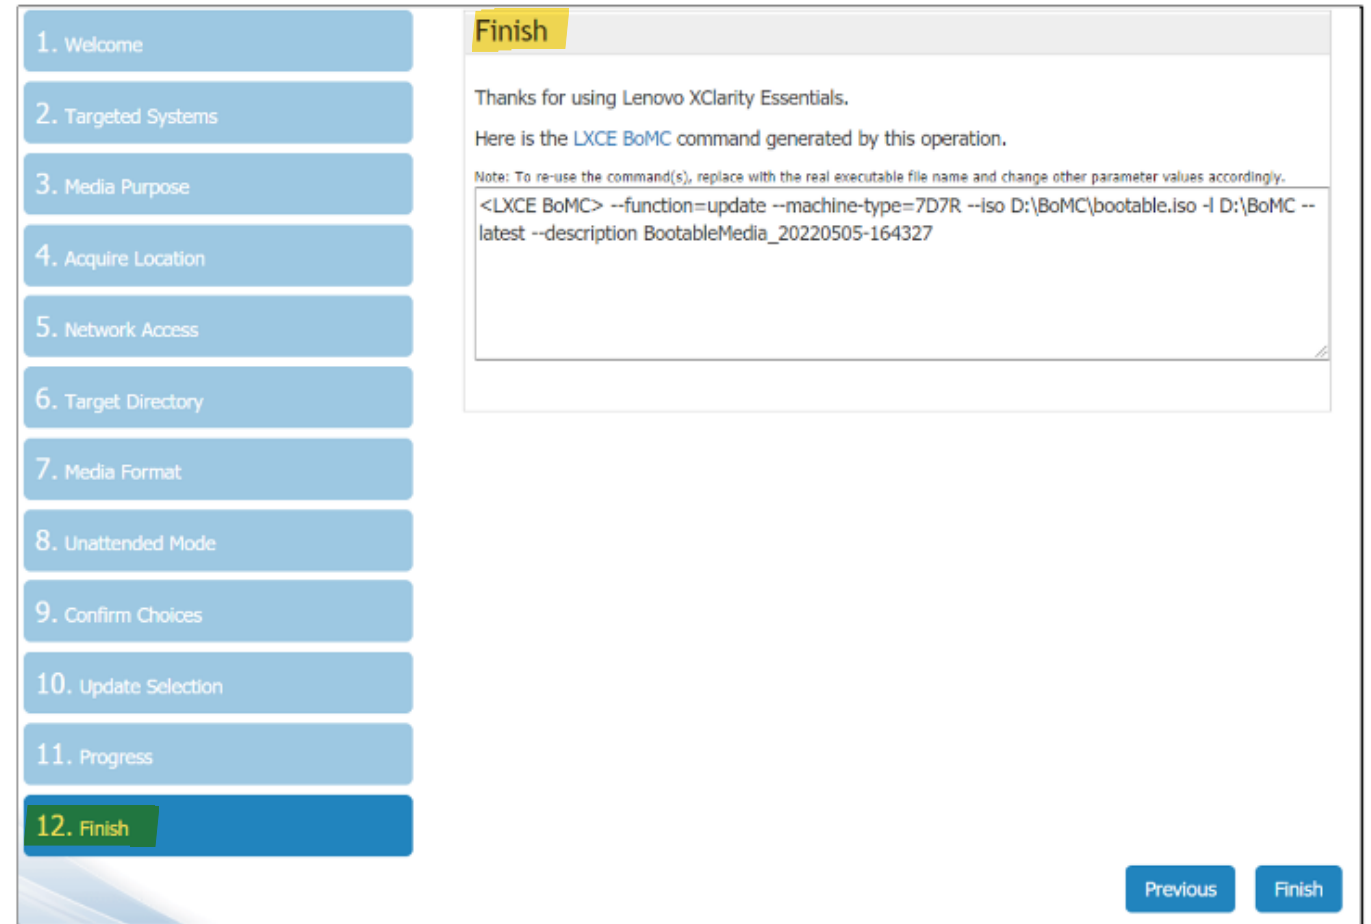 1. Welcome
2. Targeted Systems
3. Media Purpose
4. Acquire Location
5. Network Access
6. Target Directory
7. Media Format
8. Unattended Mode
9. Confirm Choices
10. Update Selection
11. Progress
12. Finish
Finish
Thanks for using Lenovo XClarity Essentials.
Here is the LXCE BoMC command generated by this operation.
Note: To re-use the command(s), replace with the real executable file name and change other parameter values accordingly.
<LXCE BoMC> --function=update --machine-type=7D7R --iso D:\BoMC\bootable.iso -l D:\BoMC --
latest --description BootableMedia_20220505-164327
Previous
Finish